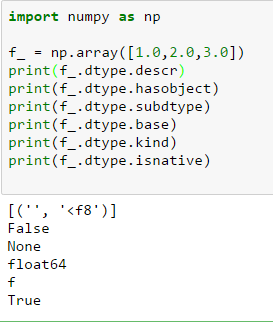 import numpy as np
f_ = np.array([1.0,2.0,3.0])
print(f_.dtype.descr)
print(f_.dtype.hasobject)
print(f_.dtype.subdtype)
print(f_.dtype.base)
print(f_.dtype.kind)
print(f_.dtype.isnative)
[('', '<f8')]
False
None
float64
f
True